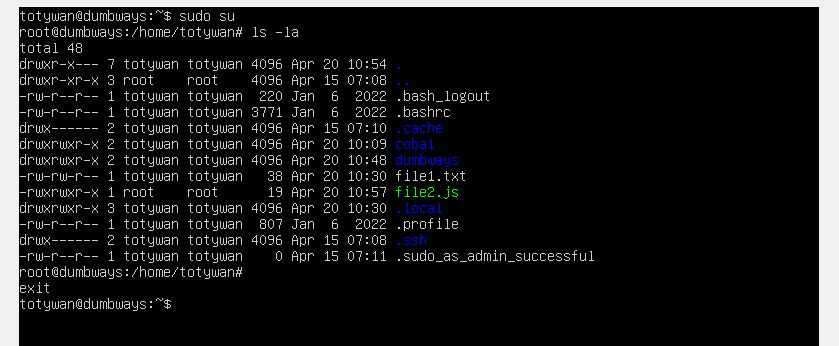 totywan@dumbways:~$ sudo su
root@dumbways:/home/totywan# ls -la
total 48
drwxr-x--- 7 totywan totywan 4096 Apr 20 10:54 .
drwxr-xr-x 3 root    root    4096 Apr 15 07:08 ..
-rw-r--r-- 1 totywan totywan  220 Jan  6  2022 .bash_logout
-rw-r--r-- 1 totywan totywan 3771 Jan  6  2022 .bashrc
drwx------ 2 totywan totywan 4096 Apr 15 07:10 .cache
drwxrwxr-x 2 totywan totywan 4096 Apr 20 10:09 coba1
drwxrwxr-x 2 totywan totywan 4096 Apr 20 10:48 dumbways
-rw-rw-r-- 1 totywan totywan   38 Apr 20 10:30 file1.txt
-rwxrwxr-x 1 root    root      19 Apr 20 10:57 file2.js
drwxrwxr-x 3 totywan totywan 4096 Apr 20 10:30 .local
-rw-r--r-- 1 totywan totywan  807 Jan  6  2022 .profile
drwx------ 2 totywan totywan 4096 Apr 15 07:08 .ssh
-rw-r--r-- 1 totywan totywan    0 Apr 15 07:11 .sudo_as_admin_successful
root@dumbways:/home/totywan#
exit
totywan@dumbways:~$